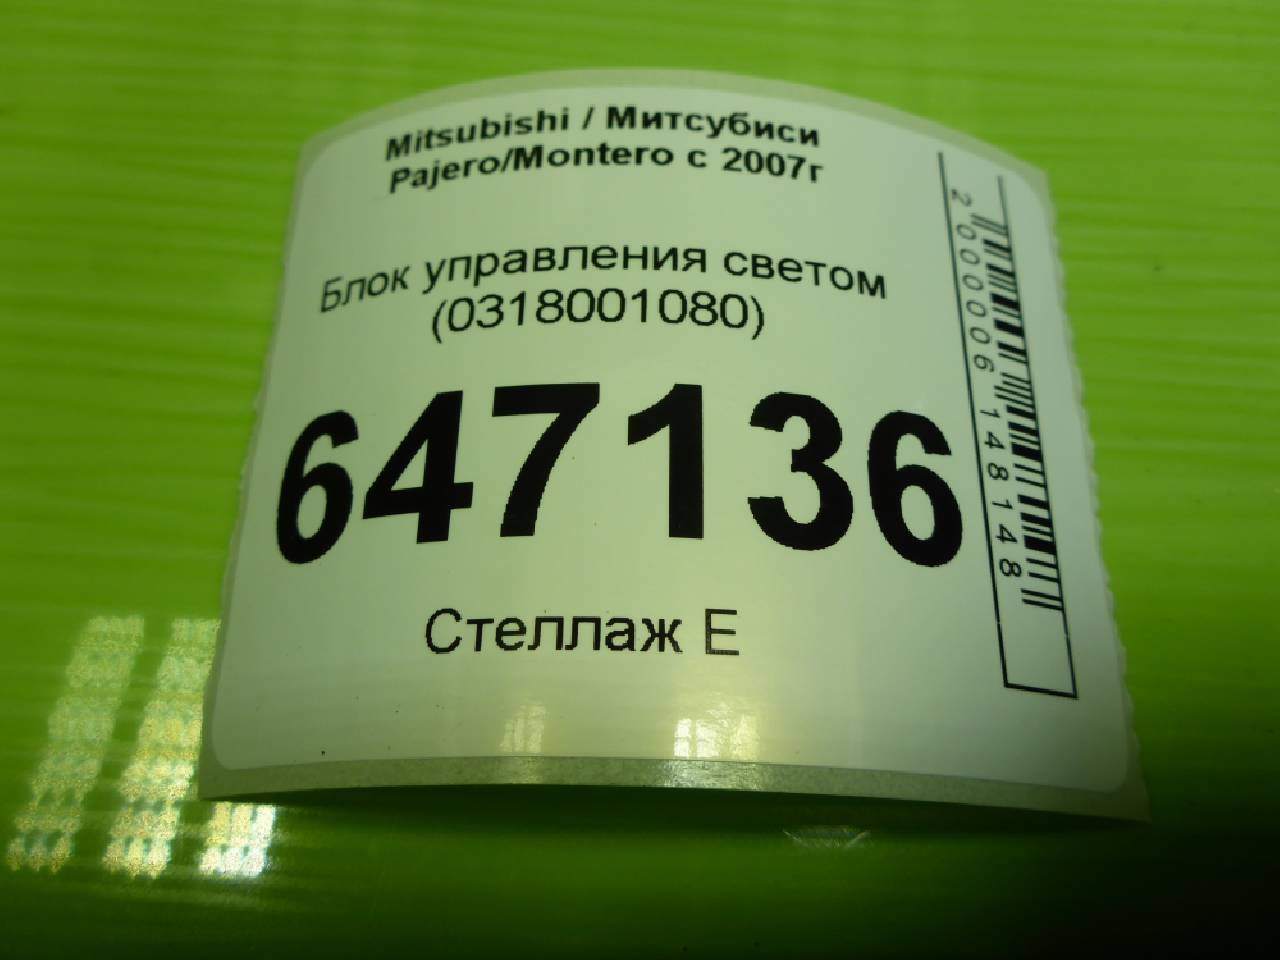 Mitsubishi / Митсубиси
Pajero/Montero с 2007г
Блок управления светом
(0318001080)
647136
Стеллаж Е
2000006148148